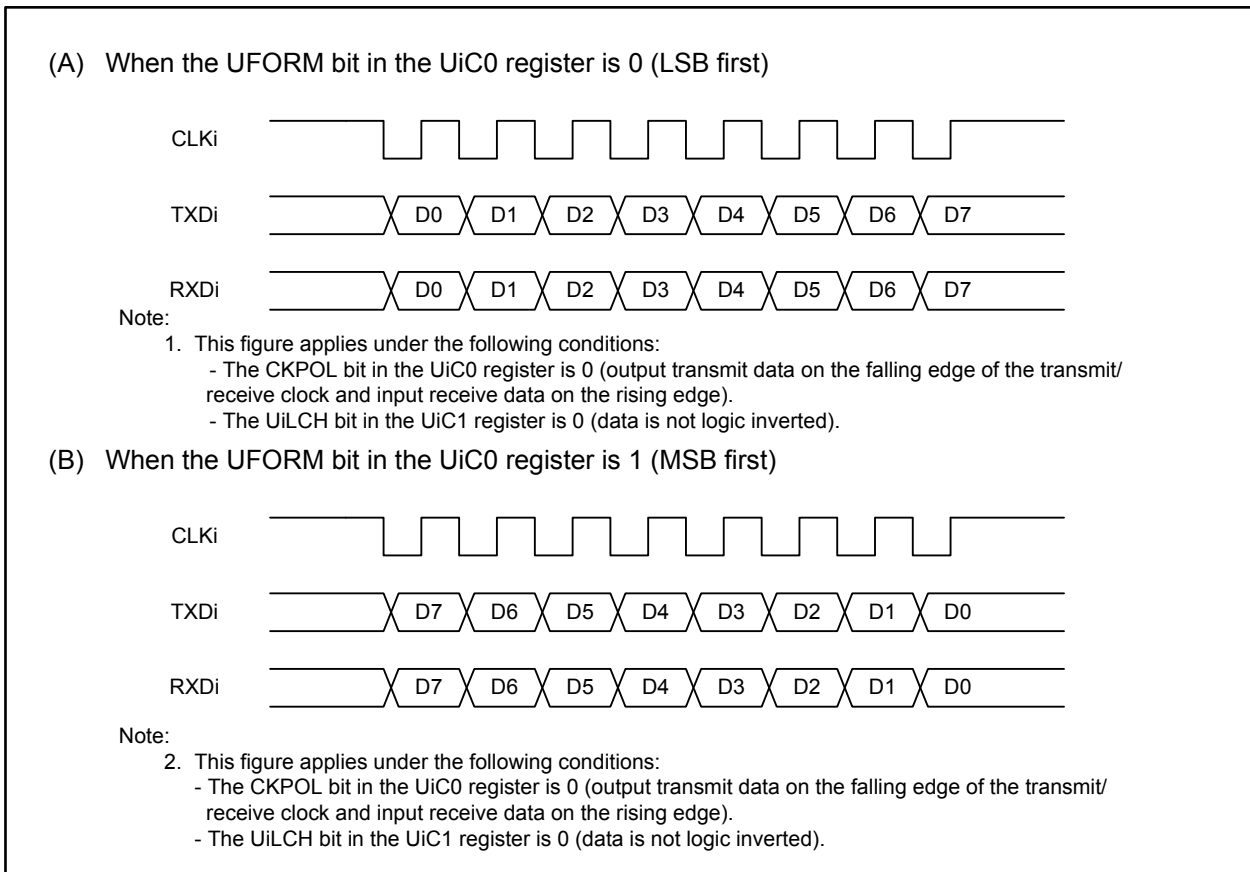 (A) When the UFORM bit in the UiC0 register is 0 (LSB first)
CLKi
TXDi D0 D1 D2 D3 D4 D5 D6 D7
RXDi D0 D1 D2 D3 D4 D5 D6 D7
Note:
1. This figure applies under the following conditions:
- The CKPOL bit in the UiC0 register is 0 (output transmit data on the falling edge of the transmit/
receive clock and input receive data on the rising edge).
- The UiLCH bit in the UiC1 register is 0 (data is not logic inverted).
(B) When the UFORM bit in the UiC0 register is 1 (MSB first)
CLKi
TXDi D7 D6 D5 D4 D3 D2 D1 D0
RXDi D7 D6 D5 D4 D3 D2 D1 D0
Note:
2. This figure applies under the following conditions:
- The CKPOL bit in the UiC0 register is 0 (output transmit data on the falling edge of the transmit/
receive clock and input receive data on the rising edge).
- The UiLCH bit in the UiC1 register is 0 (data is not logic inverted).